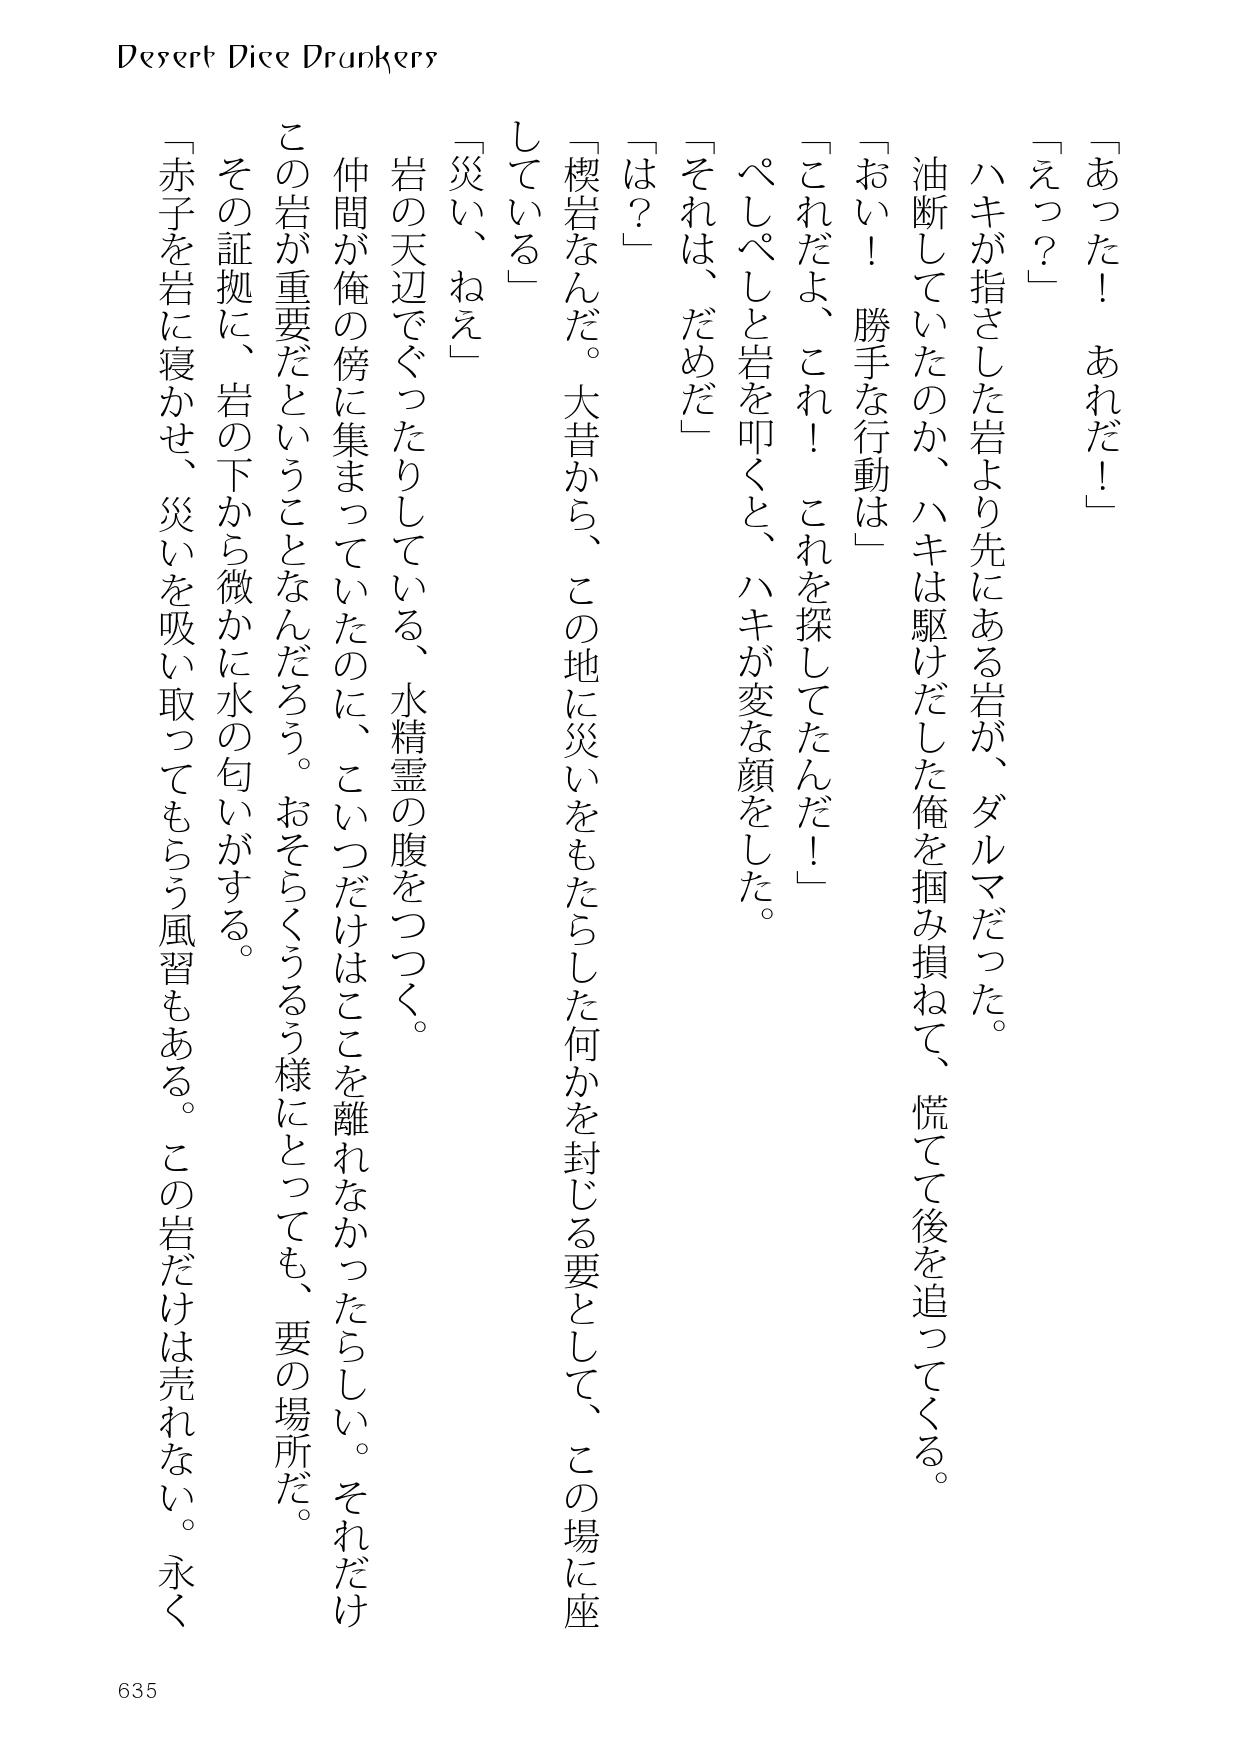 Desert Dice Drunkers
「あった！　あれだ！」
「えっ？」
　ハキが指さした岩より先にある岩が、ダルマだった。
　油断していたのか、ハキは駆けだした俺を掴み損ねて、慌てて後を追ってくる。
「おい！　勝手な行動は」
「これだよ、これ！　これを探してたんだ！」
　ぺしぺしと岩を叩くと、ハキが変な顔をした。
「それは、だめだ」
「は？」
「楔岩なんだ。大昔から、この地に災いをもたらした何かを封じる要として、この場に座
している」
「災い、ねえ」
　岩の天辺でぐったりしている、水精霊の腹をつつく。
　仲間が俺の傍に集まっていたのに、こいつだけはここを離れなかったらしい。それだけ
この岩が重要だということなんだろう。おそらくうるう様にとっても、要の場所だ。
　その証拠に、岩の下から微かに水の匂いがする。
「赤子を岩に寝かせ、災いを吸い取ってもらう風習もある。この岩だけは売れない。永く
635